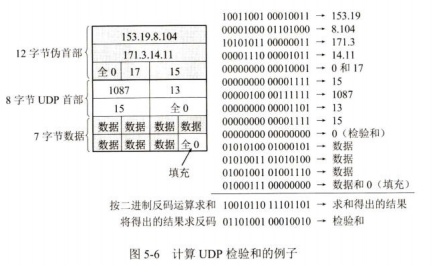 12 字节伪首部
153.19.8.104
171.3.14.11
全 0 17 15
8 字节 UDP 首部
1087 13
15 全 0
7 字节数据
数据 数据 数据 数据
数据 数据 数据 全 0
填充
10011001 00010011 → 153.19
00001000 01101000 → 8.104
10101011 00000011 → 171.3
00001110 00001011 → 14.11
00000000 00010001 → 0 和 17
00000000 00001111 → 15
00000100 00111111 → 1087
00000000 00001101 → 13
00000000 00001111 → 15
00000000 00000000 → 0（检验和）
01010100 01000101 → 数据
01010011 01010100 → 数据
01001001 01001110 → 数据
01000111 00000000 → 数据和 0（填充）
按二进制反码运算求和 10010110 11101101 → 求和得出的结果
将得出的结果求反码 01101001 00010010 → 检验和
图 5-6 计算 UDP 检验和的例子